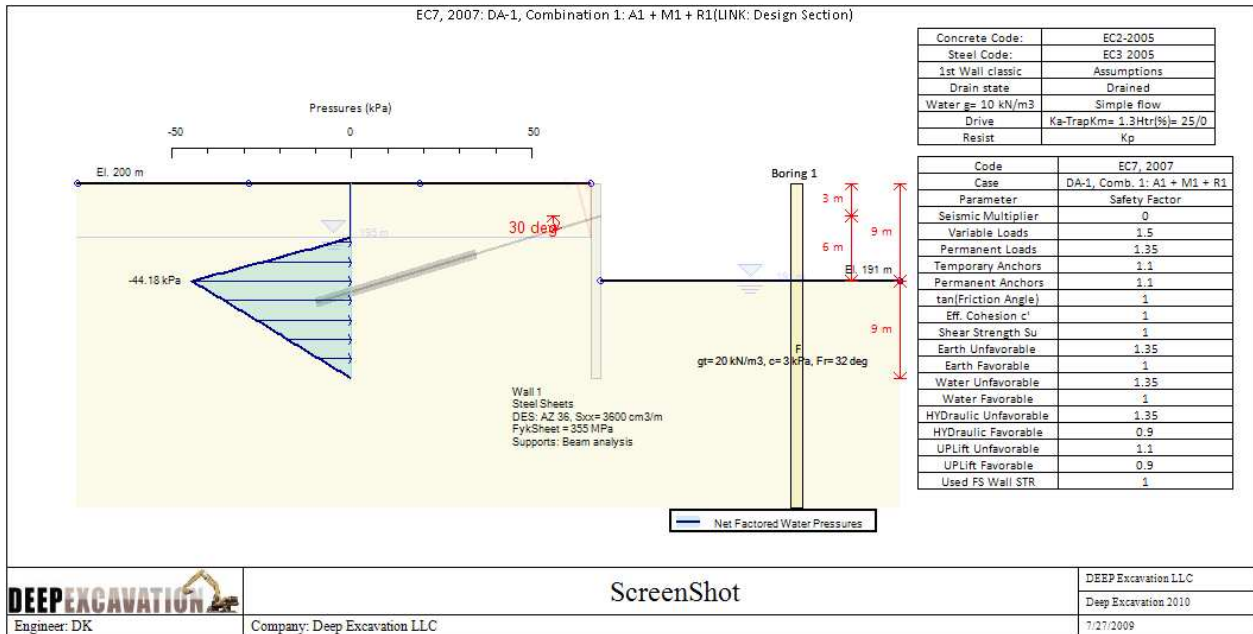 EC7, 2007: DA-1, Combination 1: A1 + M1 + R1(LINK: Design Section)
Concrete Code: EC2-2005
Steel Code: EC3 2005
1st Wall classic Assumptions
Drain state Drained
Water g= 10 kN/m3 Simple flow
Drive Ka-TrapKm= 1.3Htr(%)= 25/0
Resist Kp
Pressures (kPa)
-50 0 50
El. 200 m
195 m
30 deg
-44.18 kPa
Boring 1
3 m
6 m
9 m
El. 191 m
9 m
F
gt= 20 kN/m3, c= 3 kPa, Fr= 32 deg
Wall 1
Steel Sheets
DES: AZ 36, Sxx= 3600 cm3/m
FykSheet = 355 MPa
Supports: Beam analysis
Net Factored Water Pressures
Code EC7, 2007
Case DA-1, Comb. 1: A1 + M1 + R1
Parameter Safety Factor
Seismic Multiplier 0
Variable Loads 1.5
Permanent Loads 1.35
Temporary Anchors 1.1
Permanent Anchors 1.1
tan(Friction Angle) 1
Eff. Cohesion c' 1
Shear Strength Su 1
Earth Unfavorable 1.35
Earth Favorable 1
Water Unfavorable 1.35
Water Favorable 1
HYDraulic Unfavorable 1.35
HYDraulic Favorable 0.9
UPLift Unfavorable 1.1
UPLift Favorable 0.9
Used FS Wall STR 1
DEEP EXCAVATION
Engineer: DK
ScreenShot
Company: Deep Excavation LLC
DEEP Excavation LLC
Deep Excavation 2010
7/27/2009